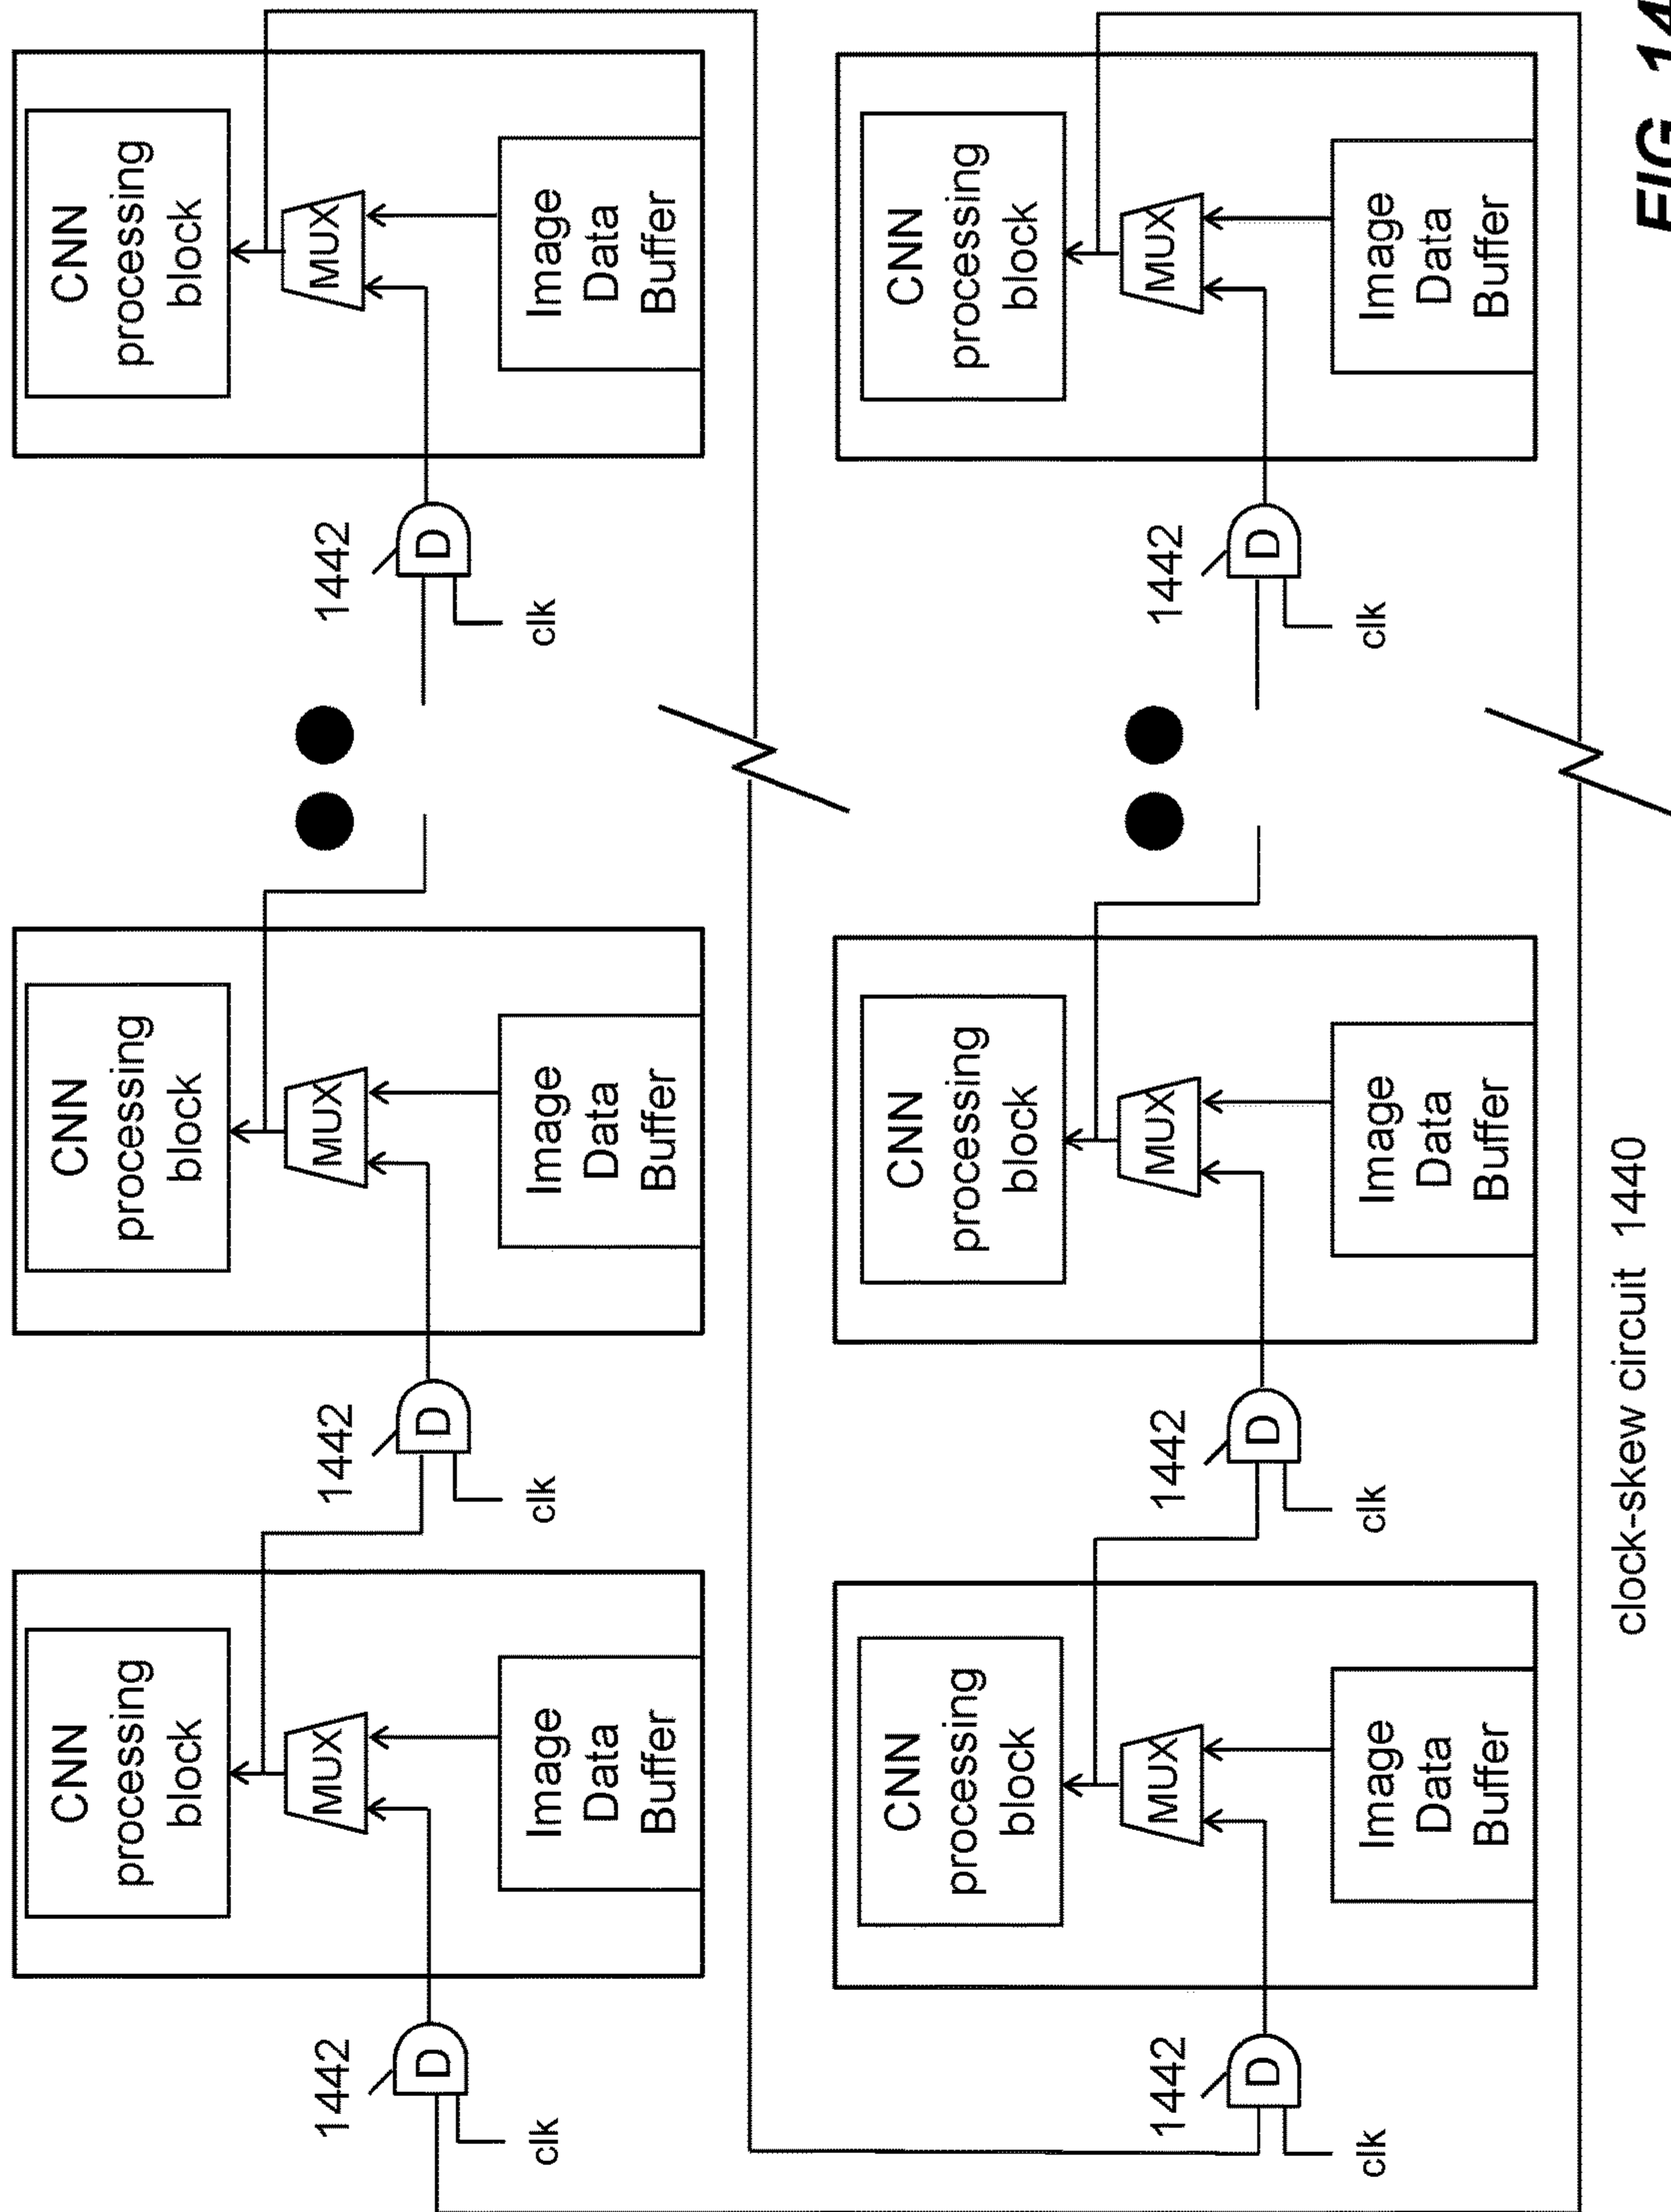 1442
clk
CNN
processing
block
MUX
Image
Data
Buffer
D
1442
clk
CNN
processing
block
MUX
Image
Data
Buffer
D
1442
clk
CNN
processing
block
MUX
Image
Data
Buffer
D
1442
clk
CNN
processing
block
MUX
Image
Data
Buffer
D
1442
clk
CNN
processing
block
MUX
Image
Data
Buffer
D
1442
clk
CNN
processing
block
MUX
Image
Data
Buffer
D
clock-skew circuit 1440
FIG. 14